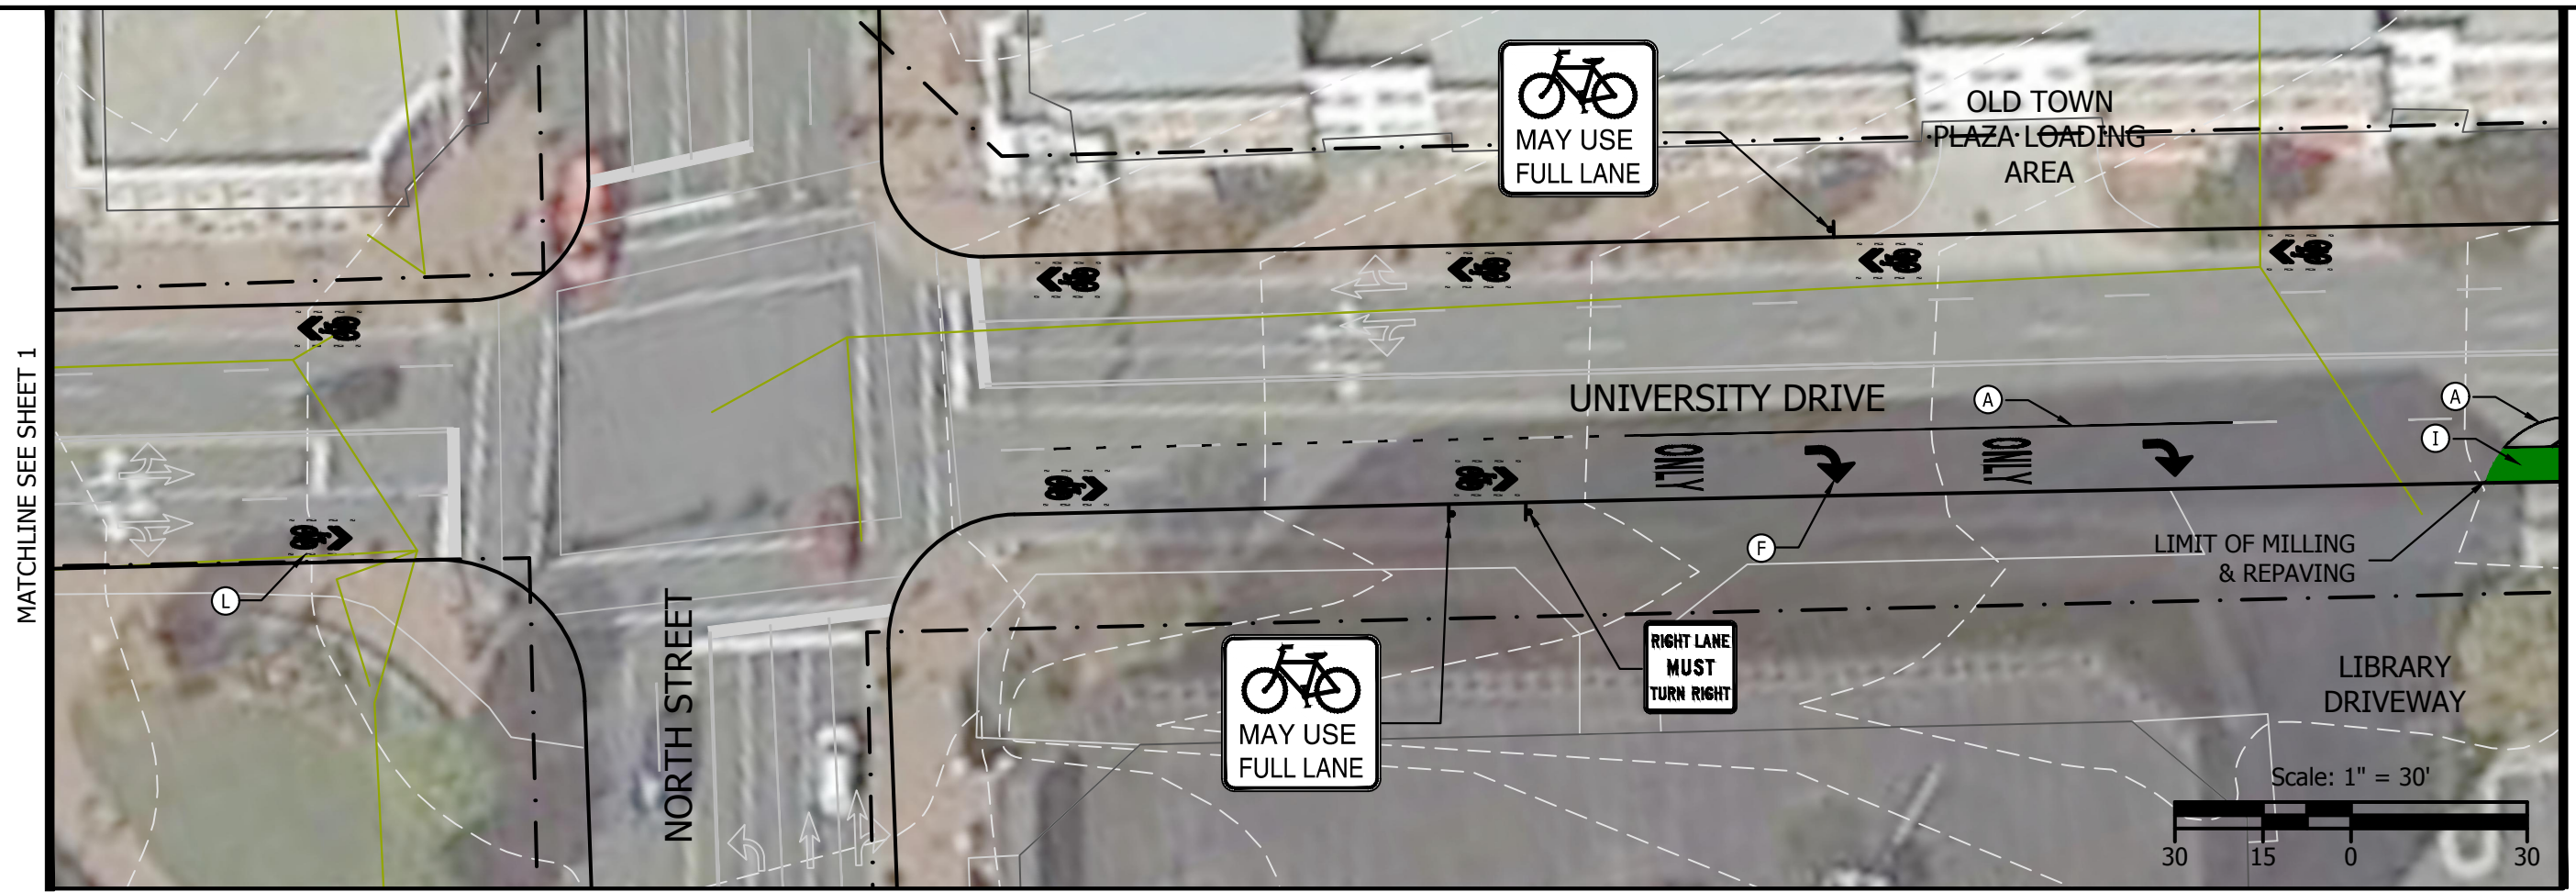 MATCHLINE SEE SHEET 1
MAY USE
FULL LANE
OLD TOWN
PLAZA LOADING
AREA
UNIVERSITY DRIVE
A
A
I
ONLY
ONLY
F
L
LIMIT OF MILLING
& REPAVING
NORTH STREET
MAY USE
FULL LANE
RIGHT LANE
MUST
TURN RIGHT
LIBRARY
DRIVEWAY
Scale: 1" = 30'
30 15 0 30